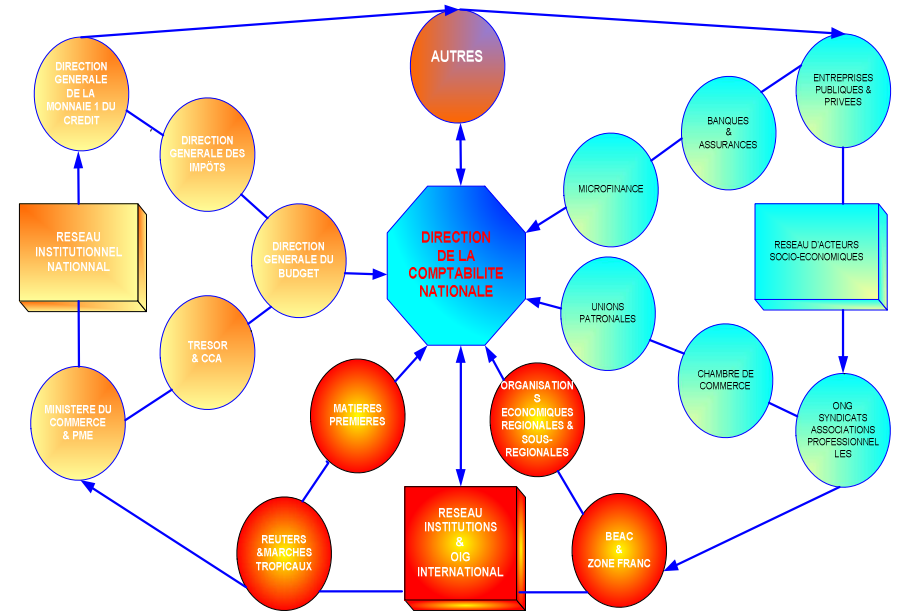 AUTRES
DIRECTION
GENERALE
DE LA
MONNAIE 1 DU
CREDIT
DIRECTION
GENERALE DES
IMPÔTS
DIRECTION
GENERALE DU
BUDGET
RESEAU
INSTITUTIONNEL
NATIONNAL
TRESOR
& CCA
MINISTERE DU
COMMERCE
& PME
DIRECTION
DE LA
COMPTABILITE
NATIONALE
ENTREPRISES
PUBLIQUES &
PRIVEES
BANQUES
&
ASSURANCES
MICROFINANCE
RESEAU D'ACTEURS
SOCIO-ECONOMIQUES
UNIONS
PATRONALES
CHAMBRE DE
COMMERCE
ONG
SYNDICATS
ASSOCIATIONS
PROFESSIONNEL
LES
MATIERES
PREMIERES
ORGANISATION
S
ECONOMIQUES
REGIONALES &
SOUS-
REGIONALES
REUTERS
&MARCHES
TROPICAUX
RESEAU
INSTITUTIONS
&
OIG
INTERNATIONAL
BEAC
&
ZONE FRANC